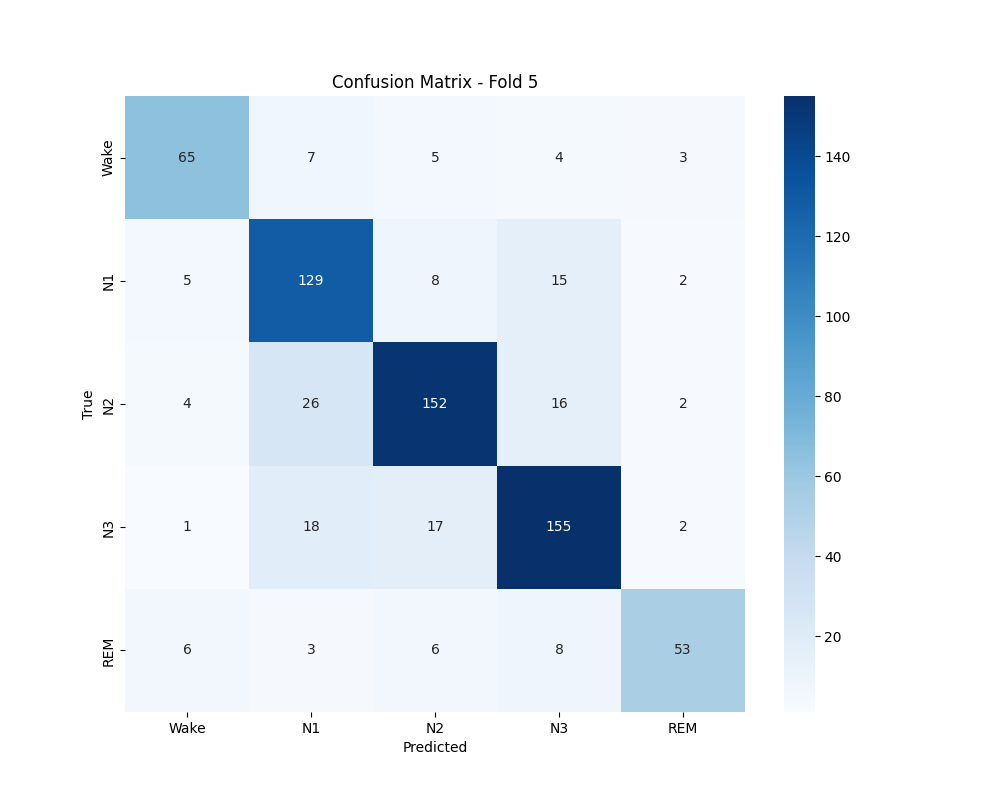 Confusion Matrix - Fold 5
Wake 65 7 5 4 3
N1 5 129 8 15 2
N2 4 26 152 16 2
N3 1 18 17 155 2
REM 6 3 6 8 53
Wake N1 N2 N3 REM
Predicted
True
140
120
100
80
60
40
20